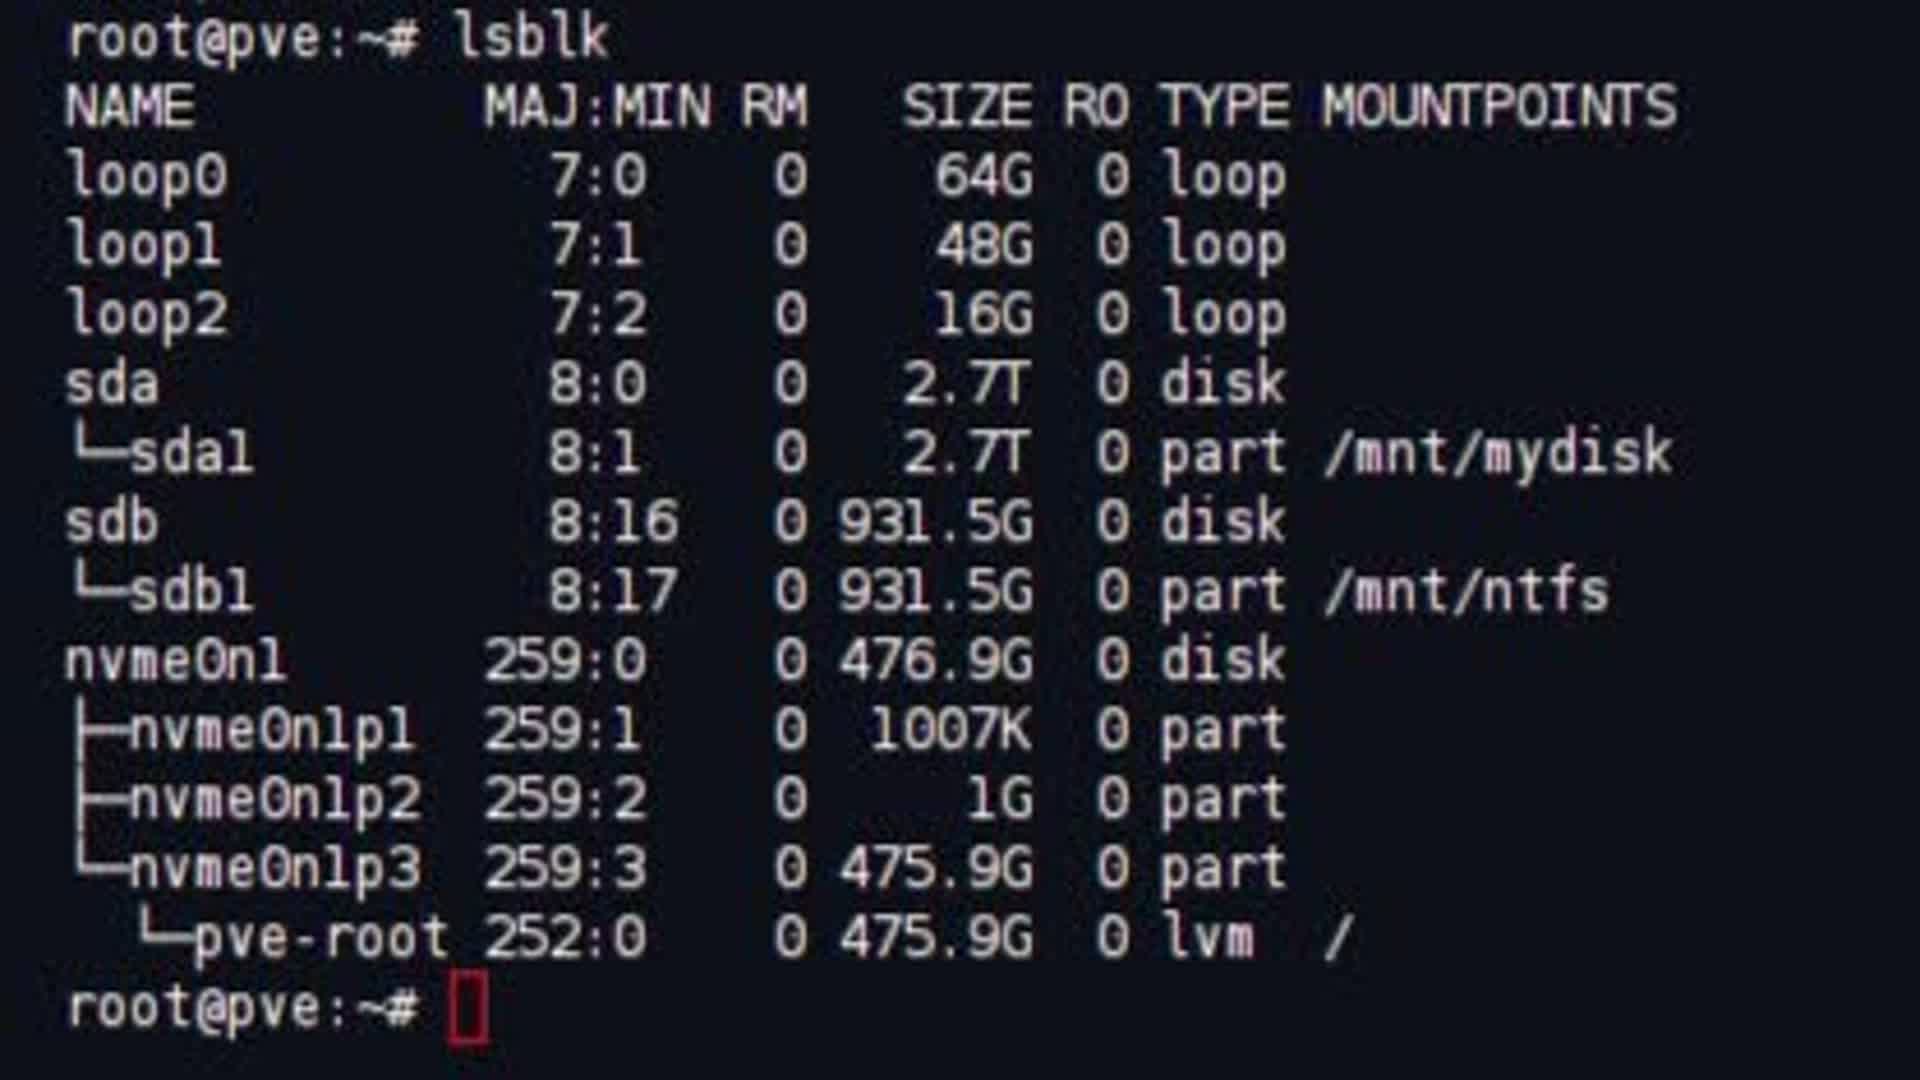 root@pve:~# lsblk
NAME         MAJ:MIN RM   SIZE RO TYPE MOUNTPOINTS
loop0          7:0    0    64G  0 loop
loop1          7:1    0    48G  0 loop
loop2          7:2    0    16G  0 loop
sda            8:0    0   2.7T  0 disk
└─sda1         8:1    0   2.7T  0 part /mnt/mydisk
sdb            8:16   0 931.5G  0 disk
└─sdb1         8:17   0 931.5G  0 part /mnt/ntfs
nvme0n1      259:0    0 476.9G  0 disk
├─nvme0n1p1  259:1    0  1007K  0 part
├─nvme0n1p2  259:2    0     1G  0 part
└─nvme0n1p3  259:3    0 475.9G  0 part
  └─pve-root 252:0    0 475.9G  0 lvm  /
root@pve:~#